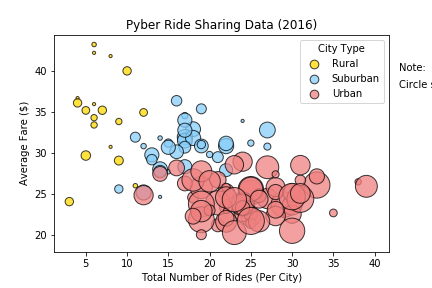 Pyber Ride Sharing Data (2016)
City Type
Rural
Suburban
Urban
Note:
Circle s
Average Fare ($)
40
35
30
25
20
5 10 15 20 25 30 35 40
Total Number of Rides (Per City)